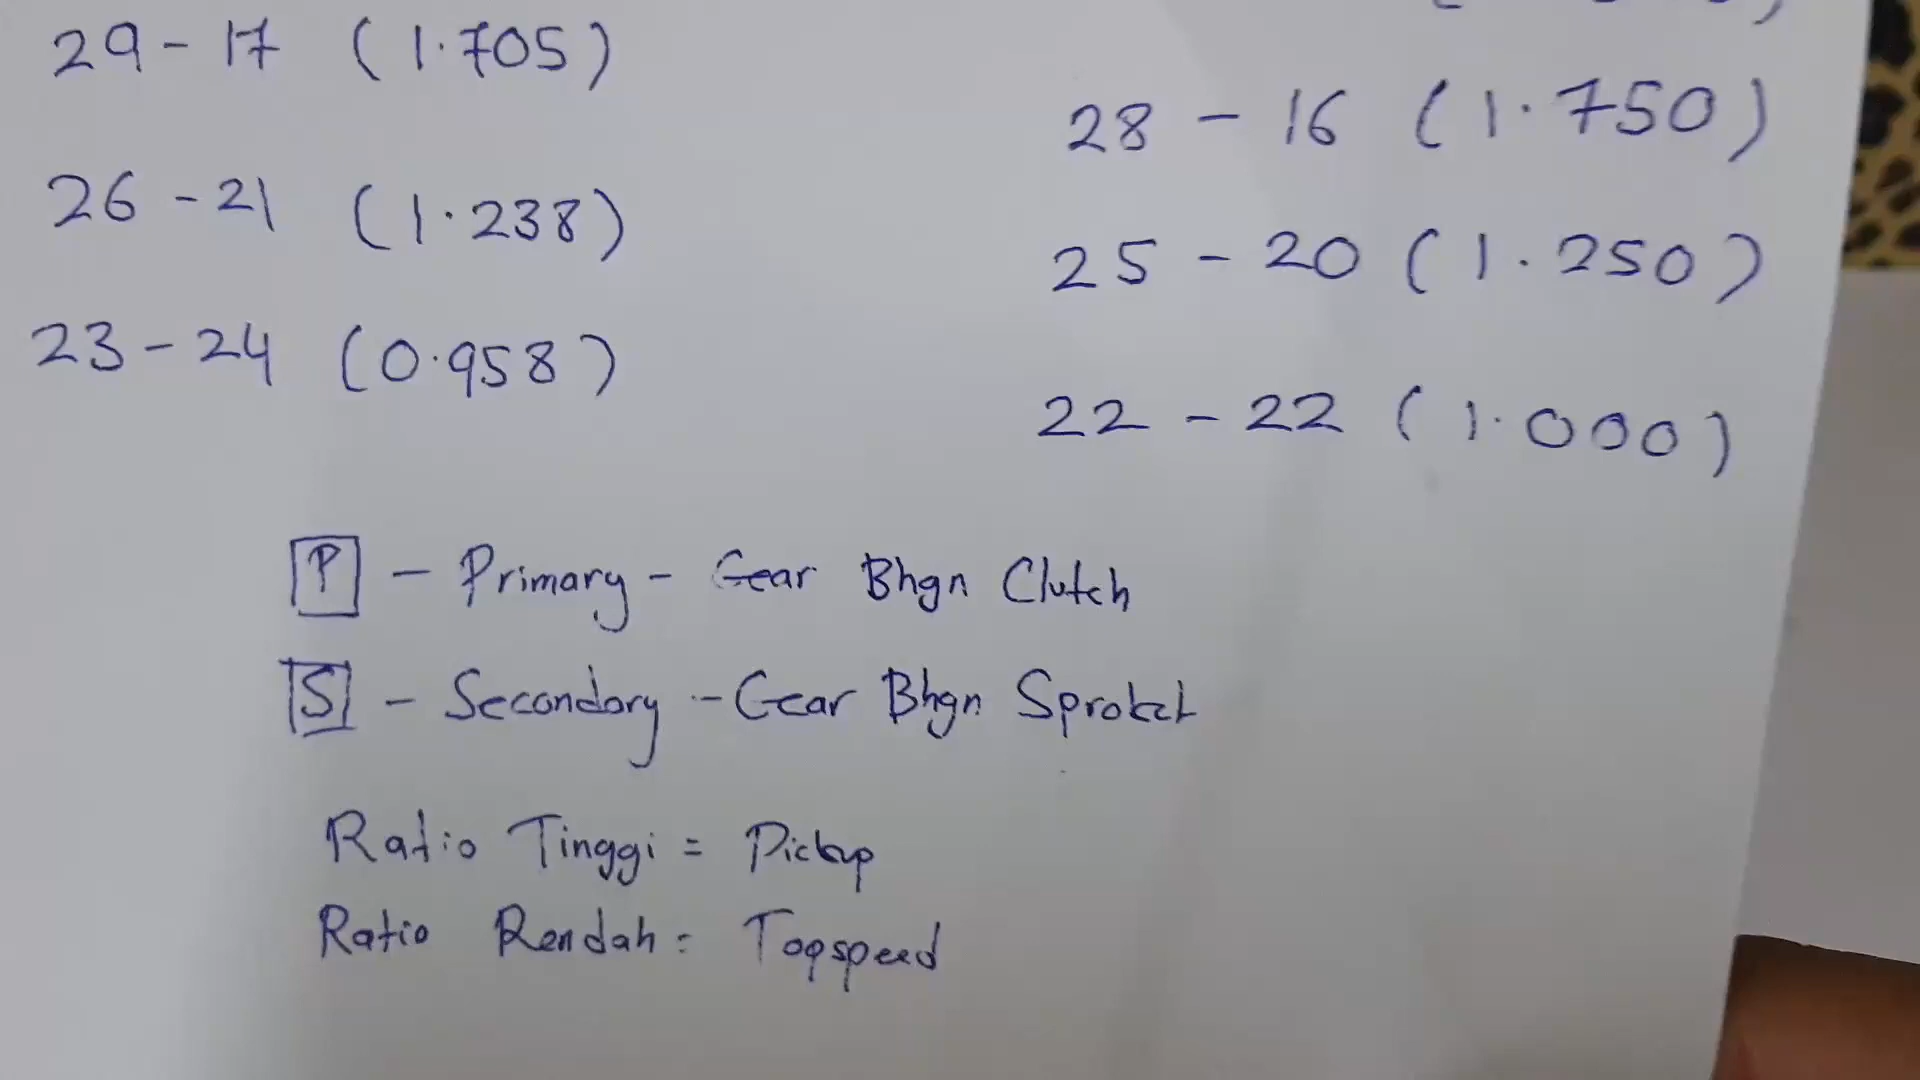 29 - 17 (1.705)
26 - 21 (1.238)
23 - 24 (0.958)
28 - 16 (1.750)
25 - 20 (1.250)
22 - 22 (1.000)
P - Primary - Gear Bhgn Clutch
S - Secondary - Gear Bhgn Sproket
Ratio Tinggi = Pickup
Ratio Rendah = Topspeed